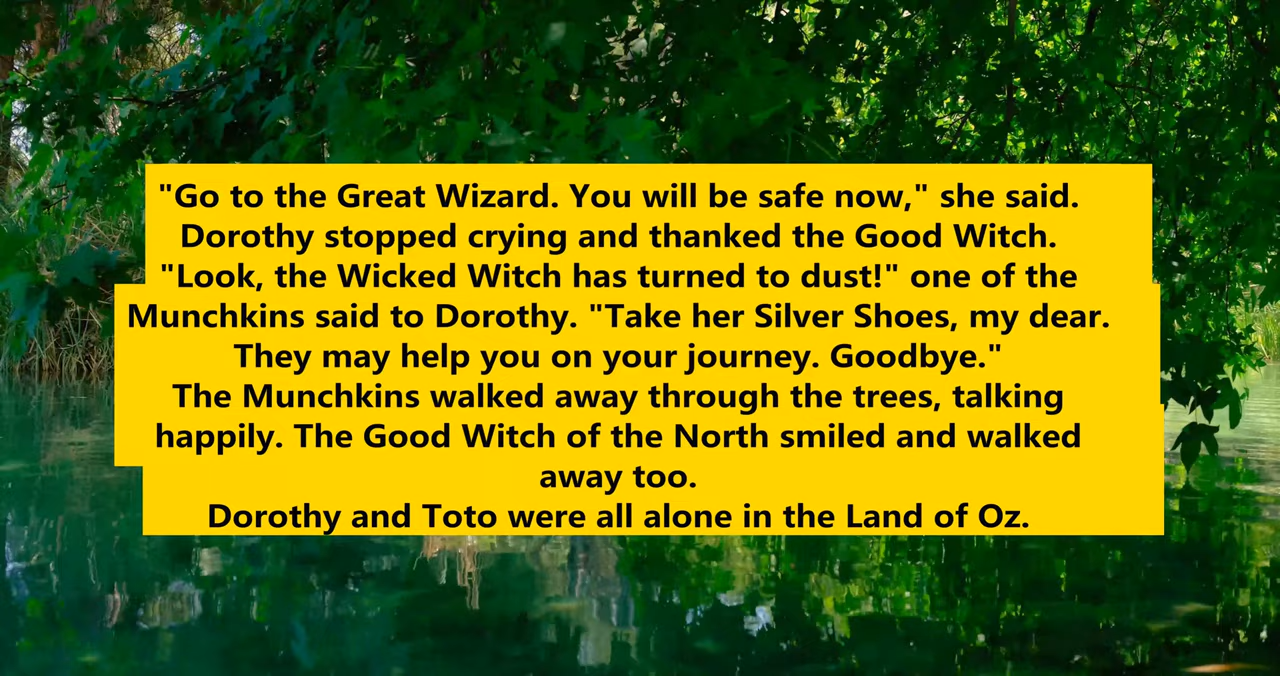 "Go to the Great Wizard. You will be safe now," she said.
Dorothy stopped crying and thanked the Good Witch.
"Look, the Wicked Witch has turned to dust!" one of the
Munchkins said to Dorothy. "Take her Silver Shoes, my dear.
They may help you on your journey. Goodbye."
The Munchkins walked away through the trees, talking
happily. The Good Witch of the North smiled and walked
away too.
Dorothy and Toto were all alone in the Land of Oz.